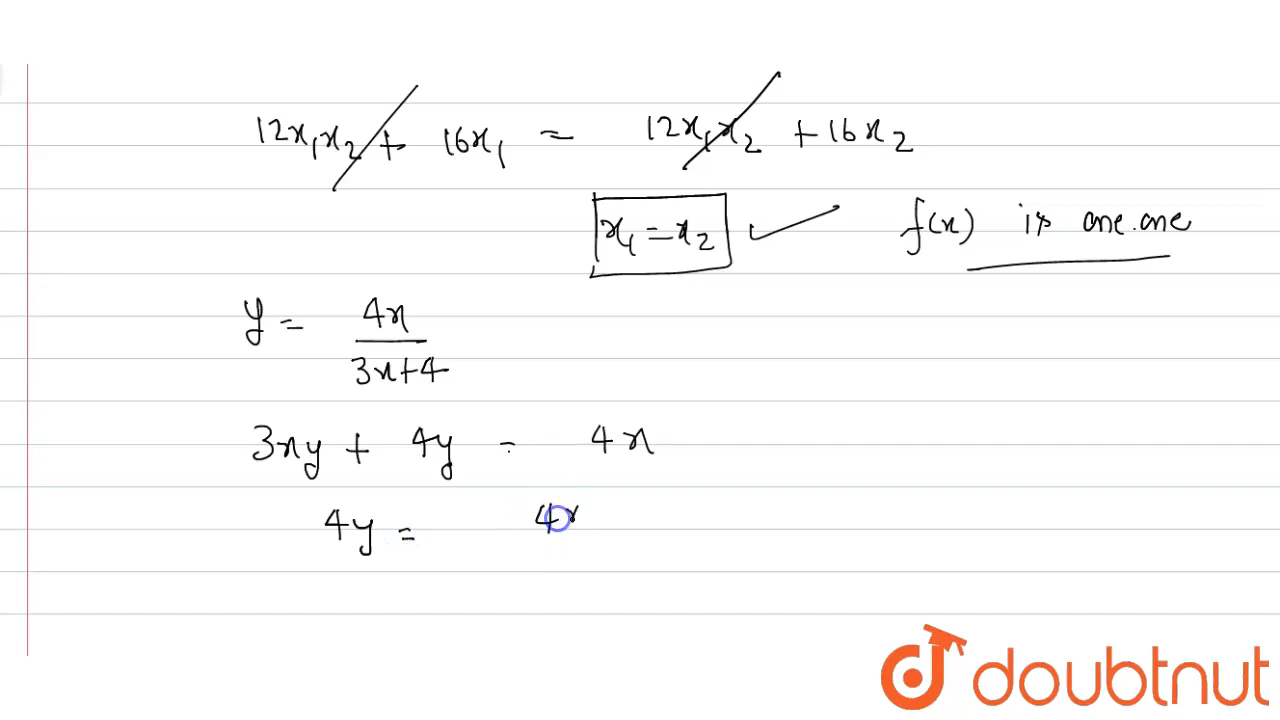 12x₁x₂ + 16x₁ = 12x₁x₂ + 16x₂
x₁ = x₂ ✓ f(x) is one.one
y = 4x / 3x+4
3xy + 4y = 4x
4y = 4x
doubtnut